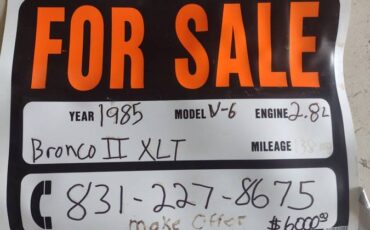 FOR SALE
YEAR 1985 MODEL V-6 ENGINE 2.8L
Bronco II XLT MILEAGE
831-227-8675
make offer $6000.00